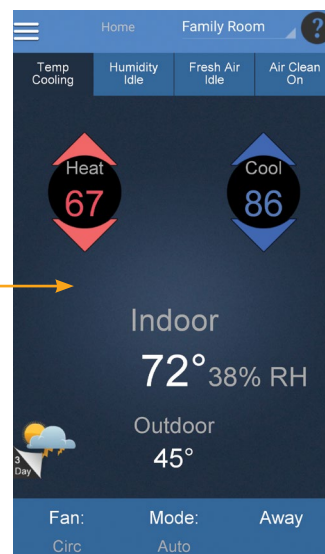 Home Family Room ?
Temp Humidity Fresh Air Air Clean
Cooling Idle Idle On
Heat Cool
67 86
Indoor
72° 38% RH
Outdoor
45°
3
Day
Fan: Mode: Away
Circ Auto